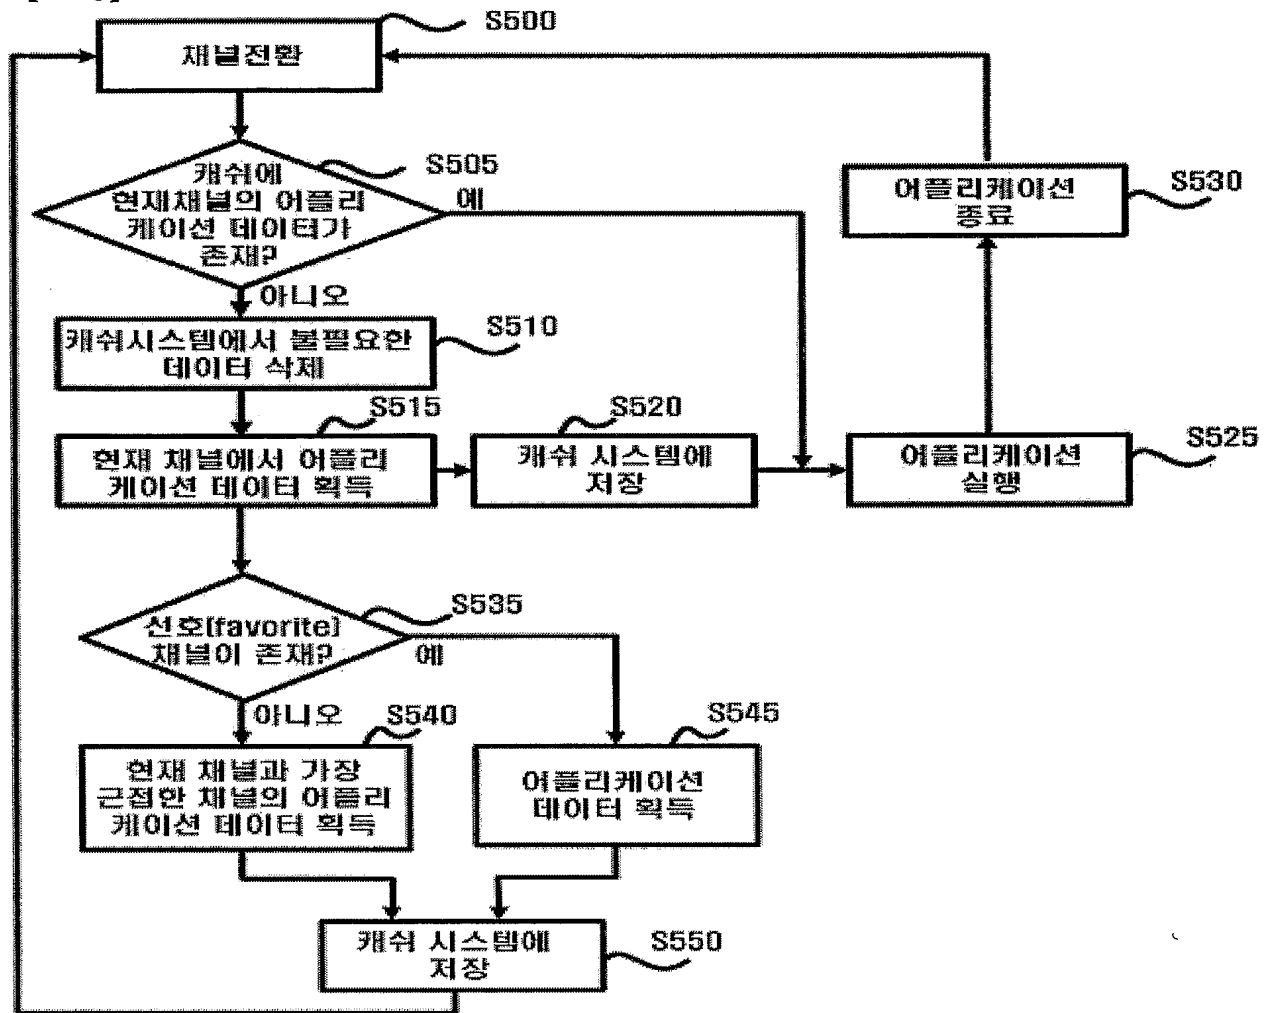 S500
채널전환
S505
캐쉬에
현재채널의 어플리
케이션 데이터가
존재?
예
아니오
S530
어플리케이션
종료
S510
캐쉬시스템에서 불필요한
데이터 삭제
S515
현재 채널에서 어플리
케이션 데이터 획득
S520
캐쉬 시스템에
저장
S525
어플리케이션
실행
S535
선호(favorite)
채널이 존재?
예
아니오
S540
현재 채널과 가장
근접한 채널의 어플리
케이션 데이터 획득
S545
어플리케이션
데이터 획득
S550
캐쉬 시스템에
저장